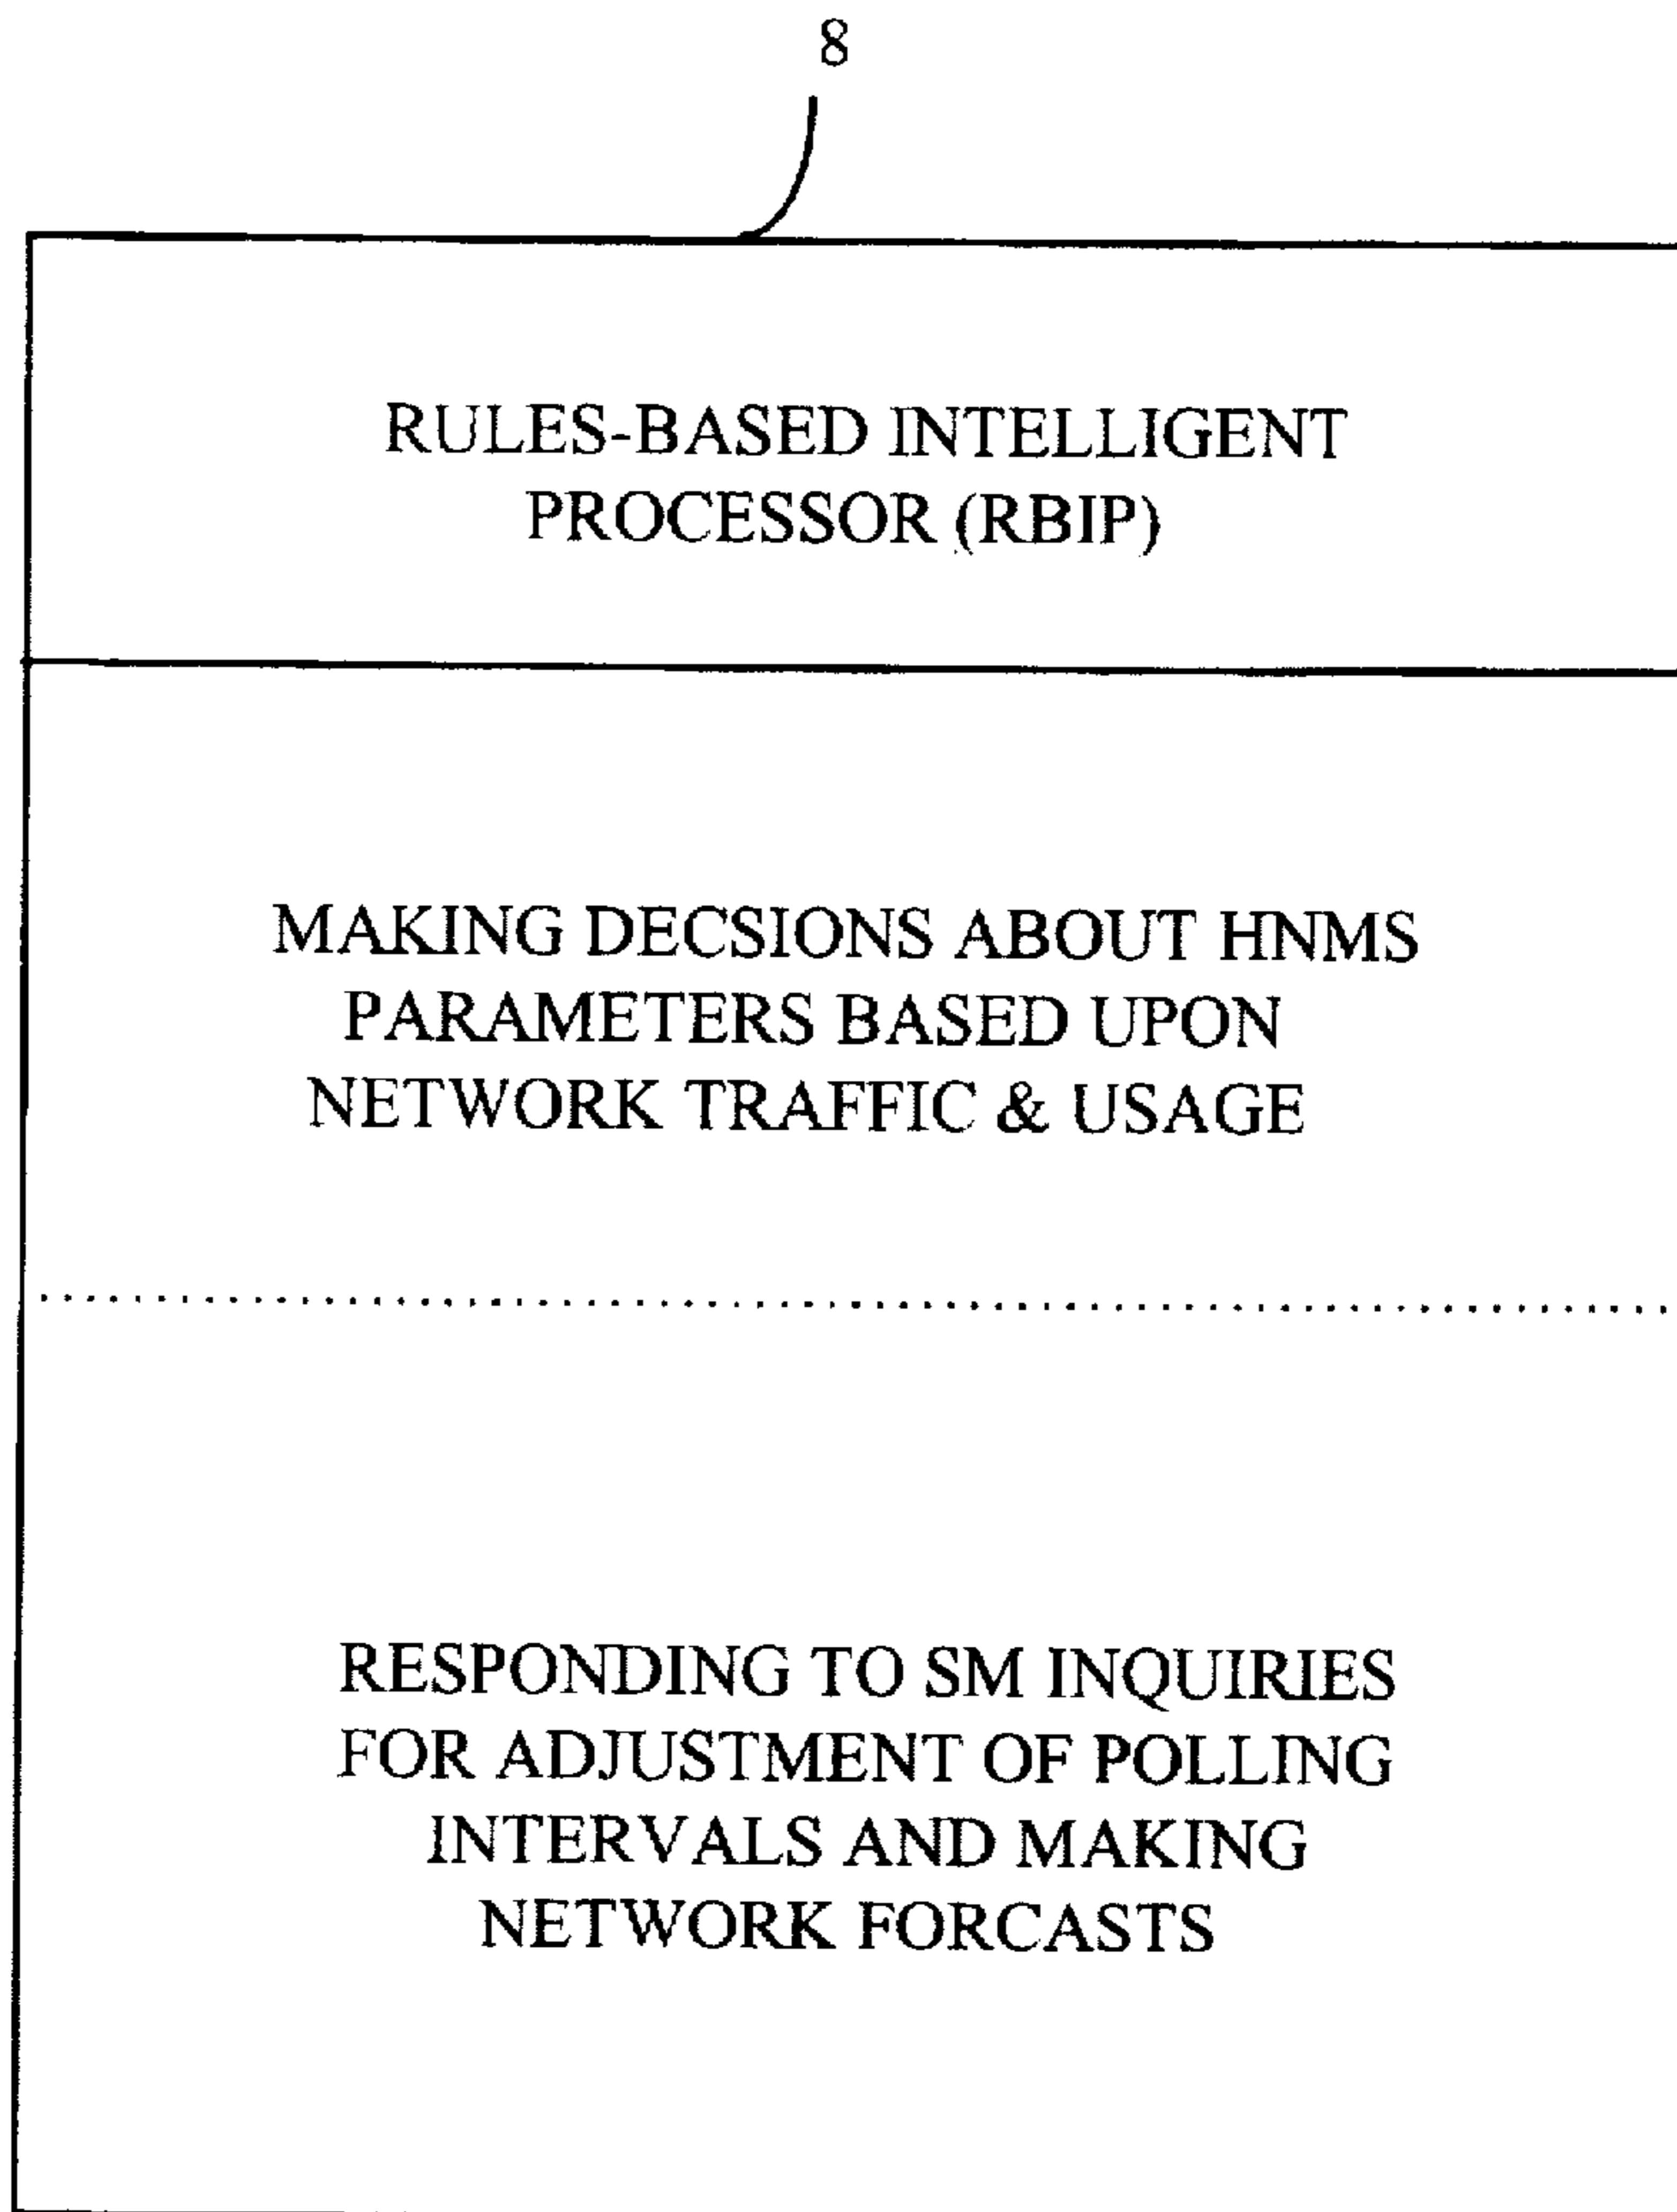 8
RULES-BASED INTELLIGENT
PROCESSOR (RBIP)
MAKING DECSIONS ABOUT HNMS
PARAMETERS BASED UPON
NETWORK TRAFFIC & USAGE
RESPONDING TO SM INQUIRIES
FOR ADJUSTMENT OF POLLING
INTERVALS AND MAKING
NETWORK FORCASTS